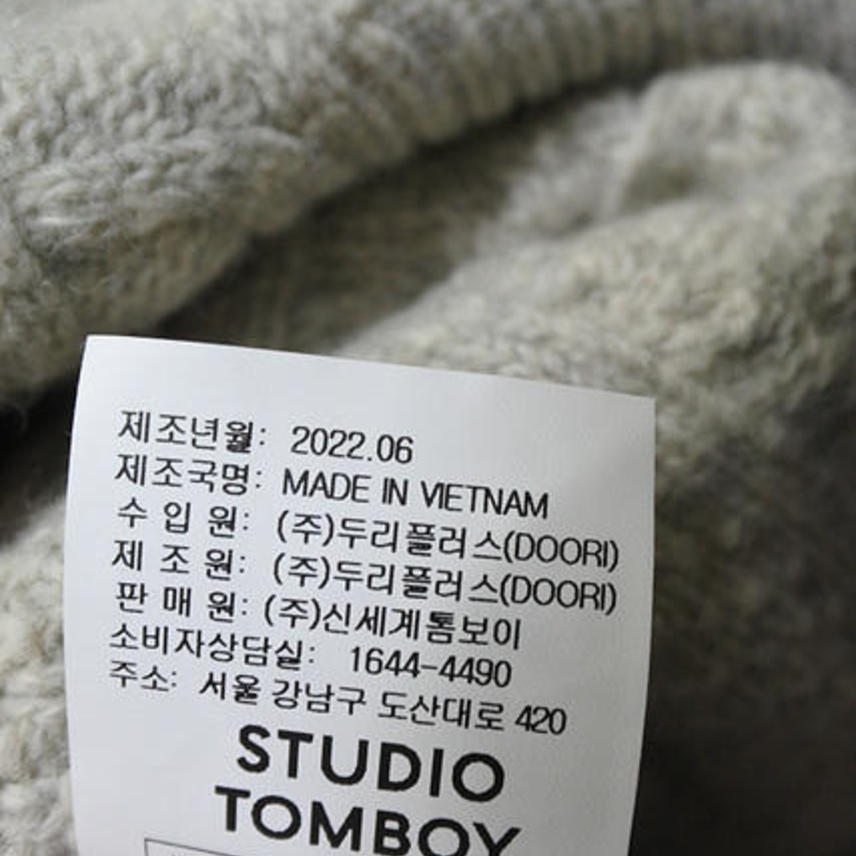 제조년월: 2022.06
제조국명: MADE IN VIETNAM
수 입 원: (주)두리플러스(DOORI)
제 조 원: (주)두리플러스(DOORI)
판 매 원: (주)신세계톰보이
소비자상담실: 1644-4490
주소: 서울 강남구 도산대로 420
STUDIO
TOMBOY